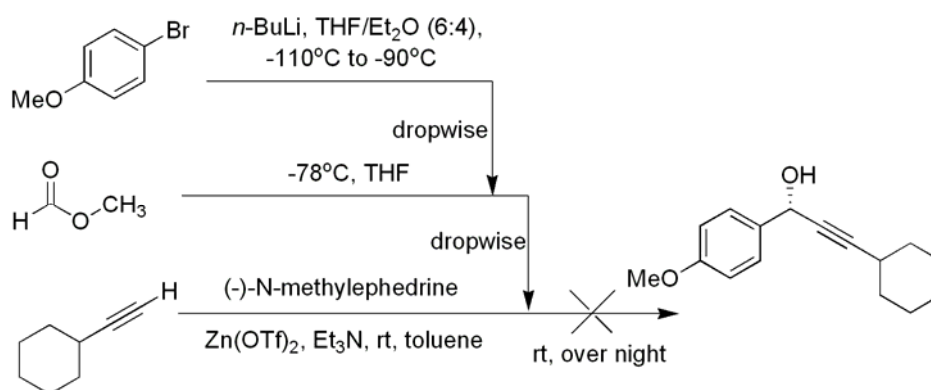 Br
MeO
n-BuLi, THF/Et2O (6:4),
-110°C to -90°C
dropwise
O
H
O
CH3
-78°C, THF
dropwise
H
(-)-N-methylephedrine
Zn(OTf)2, Et3N, rt, toluene
rt, over night
OH
MeO